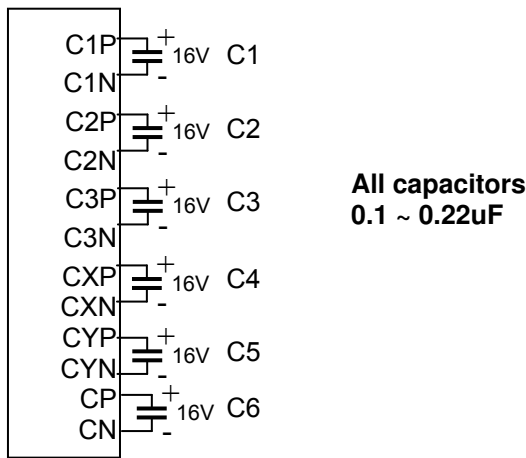 C1P + 16V C1
C1N -
C2P + 16V C2
C2N -
C3P + 16V C3
C3N -
CXP + 16V C4
CXN -
CYP + 16V C5
CYN -
CP + 16V C6
CN -
All capacitors
0.1 ~ 0.22uF